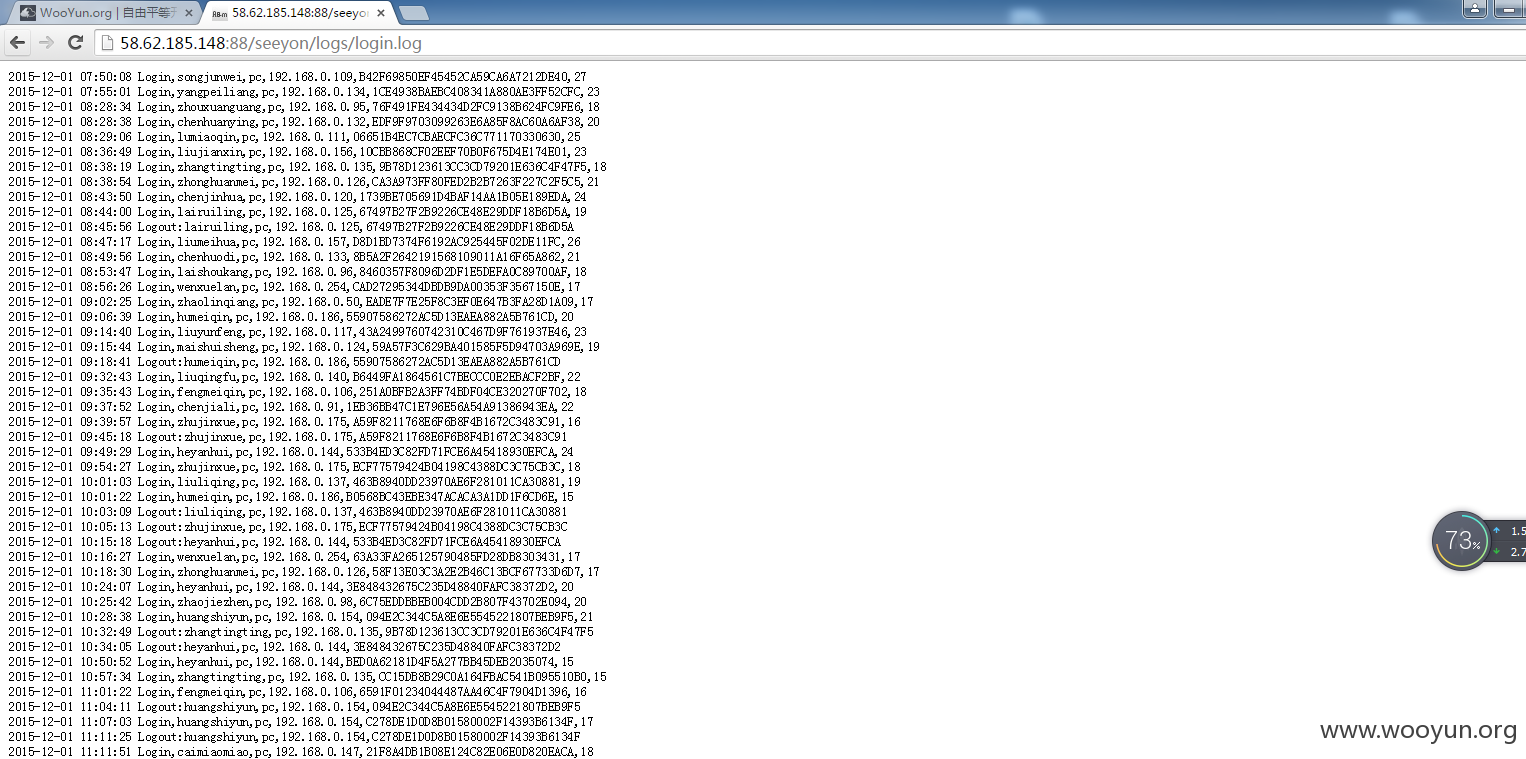 WooYun.org | 自由平等
58.62.185.148:88/seeyo
58.62.185.148:88/seeyon/logs/login.log
2015-12-01 07:50:08 Login,songjunwei,pc,192.168.0.109,B42F69850EF45452CA59CA6A7212DE40,27
2015-12-01 07:55:01 Login,yangpeiliang,pc,192.168.0.134,1CE4938BAEBC408341A880AE3FF52CFC,23
2015-12-01 08:28:34 Login,zhouxuanguang,pc,192.168.0.95,76F491FE434434D2FC9138B624FC9FE6,18
2015-12-01 08:28:38 Login,chenhuanying,pc,192.168.0.132,EDF9F9703099263E6A85F8AC60A6AF38,20
2015-12-01 08:29:06 Login,lumiaoqin,pc,192.168.0.111,06651B4EC7CBAECFC36C771170330630,25
2015-12-01 08:36:49 Login,liujianxin,pc,192.168.0.156,10CBB868CF02EEF70B0F675D4E174E01,23
2015-12-01 08:38:19 Login,zhangtingting,pc,192.168.0.135,9B78D123613CC3CD79201E636C4F47F5,18
2015-12-01 08:38:54 Login,zhonghuanmei,pc,192.168.0.126,CA3A973FF80FED2B2B7263F227C2F5C5,21
2015-12-01 08:43:50 Login,chenjinhua,pc,192.168.0.120,1739BE705691D4BAF14AA1B05E189EDA,24
2015-12-01 08:44:00 Login,lairuiling,pc,192.168.0.125,67497B27F2B9226CE48E29DDF18B6D5A,19
2015-12-01 08:45:56 Logout:lairuiling,pc,192.168.0.125,67497B27F2B9226CE48E29DDF18B6D5A
2015-12-01 08:47:17 Login,liumeihua,pc,192.168.0.157,D8D1BD7374F6192AC925445F02DE11FC,26
2015-12-01 08:49:56 Login,chenhuodi,pc,192.168.0.133,8B5A2F2642191568109011A16F65A862,21
2015-12-01 08:53:47 Login,laishoukang,pc,192.168.0.96,8460357F8096D2DF1E5DEFA0C89700AF,18
2015-12-01 08:56:26 Login,wenxuelan,pc,192.168.0.254,CAD27295344DBDB9DA00353F3567150E,17
2015-12-01 09:02:25 Login,zhaolinqiang,pc,192.168.0.50,EADE7F7E25F8C3EF0E647B3FA28D1A09,17
2015-12-01 09:06:39 Login,humeiqin,pc,192.168.0.186,55907586272AC5D13EAEA882A5B761CD,20
2015-12-01 09:14:40 Login,liuyunfeng,pc,192.168.0.117,43A2499760742310C467D9F761937E46,23
2015-12-01 09:15:44 Login,maishuisheng,pc,192.168.0.124,59A57F3C629BA401585F5D94703A969E,19
2015-12-01 09:18:41 Logout:humeiqin,pc,192.168.0.186,55907586272AC5D13EAEA882A5B761CD
2015-12-01 09:32:43 Login,liuqingfu,pc,192.168.0.140,B6449FA1864561C7BECCC0E2EBACF2BF,22
2015-12-01 09:35:43 Login,fengmeiqin,pc,192.168.0.106,251A0BFB2A3FF74BDF04CE320270F702,18
2015-12-01 09:37:52 Login,chenjiali,pc,192.168.0.91,1EB36BB47C1E796E56A54A91386943EA,22
2015-12-01 09:39:57 Login,zhujinxue,pc,192.168.0.175,A59F8211768E6F6B8F4B1672C3483C91,16
2015-12-01 09:45:18 Logout:zhujinxue,pc,192.168.0.175,A59F8211768E6F6B8F4B1672C3483C91
2015-12-01 09:49:29 Login,heyanhui,pc,192.168.0.144,533B4ED3C82FD71FCE6A45418930EFCA,24
2015-12-01 09:54:27 Login,zhujinxue,pc,192.168.0.175,ECF77579424B04198C4388DC3C75CB3C,18
2015-12-01 10:01:03 Login,liuliqing,pc,192.168.0.137,463B8940DD23970AE6F281011CA30881,19
2015-12-01 10:01:22 Login,humeiqin,pc,192.168.0.186,B0568BC43EBE347ACACA3A1DD1F6CD6E,15
2015-12-01 10:03:09 Logout:liuliqing,pc,192.168.0.137,463B8940DD23970AE6F281011CA30881
2015-12-01 10:05:13 Logout:zhujinxue,pc,192.168.0.175,ECF77579424B04198C4388DC3C75CB3C
2015-12-01 10:15:18 Logout:heyanhui,pc,192.168.0.144,533B4ED3C82FD71FCE6A45418930EFCA
2015-12-01 10:16:27 Login,wenxuelan,pc,192.168.0.254,63A33FA265125790485FD28DB8303431,17
2015-12-01 10:18:30 Login,zhonghuanmei,pc,192.168.0.126,58F13E03C3A2E2B46C13BCF67733D6D7,17
2015-12-01 10:24:07 Login,heyanhui,pc,192.168.0.144,3E848432675C235D48840FAFC38372D2,20
2015-12-01 10:25:42 Login,zhaojiezhen,pc,192.168.0.98,6C75EDDBBEB004CDD2B807F43702E094,20
2015-12-01 10:28:38 Login,huangshiyun,pc,192.168.0.154,094E2C344C5A8E6E5545221807BEB9F5,21
2015-12-01 10:32:49 Logout:zhangtingting,pc,192.168.0.135,9B78D123613CC3CD79201E636C4F47F5
2015-12-01 10:34:05 Logout:heyanhui,pc,192.168.0.144,3E848432675C235D48840FAFC38372D2
2015-12-01 10:50:52 Login,heyanhui,pc,192.168.0.144,BED0A62181D4F5A277BB45DEB2035074,15
2015-12-01 10:57:34 Login,zhangtingting,pc,192.168.0.135,CC15DB8B29C0A164FBAC541B095510B0,15
2015-12-01 11:01:22 Login,fengmeiqin,pc,192.168.0.106,6591F01234044487AA46C4F7904D1396,16
2015-12-01 11:04:11 Logout:huangshiyun,pc,192.168.0.154,094E2C344C5A8E6E5545221807BEB9F5
2015-12-01 11:07:03 Login,huangshiyun,pc,192.168.0.154,C278DE1D0D8B01580002F14393B6134F,17
2015-12-01 11:11:25 Logout:huangshiyun,pc,192.168.0.154,C278DE1D0D8B01580002F14393B6134F
2015-12-01 11:11:51 Login,caimiaomiao,pc,192.168.0.147,21F8A4DB1B08E124C82E06E0D820EACA,18
73%
1.5
2.7
www.wooyun.org